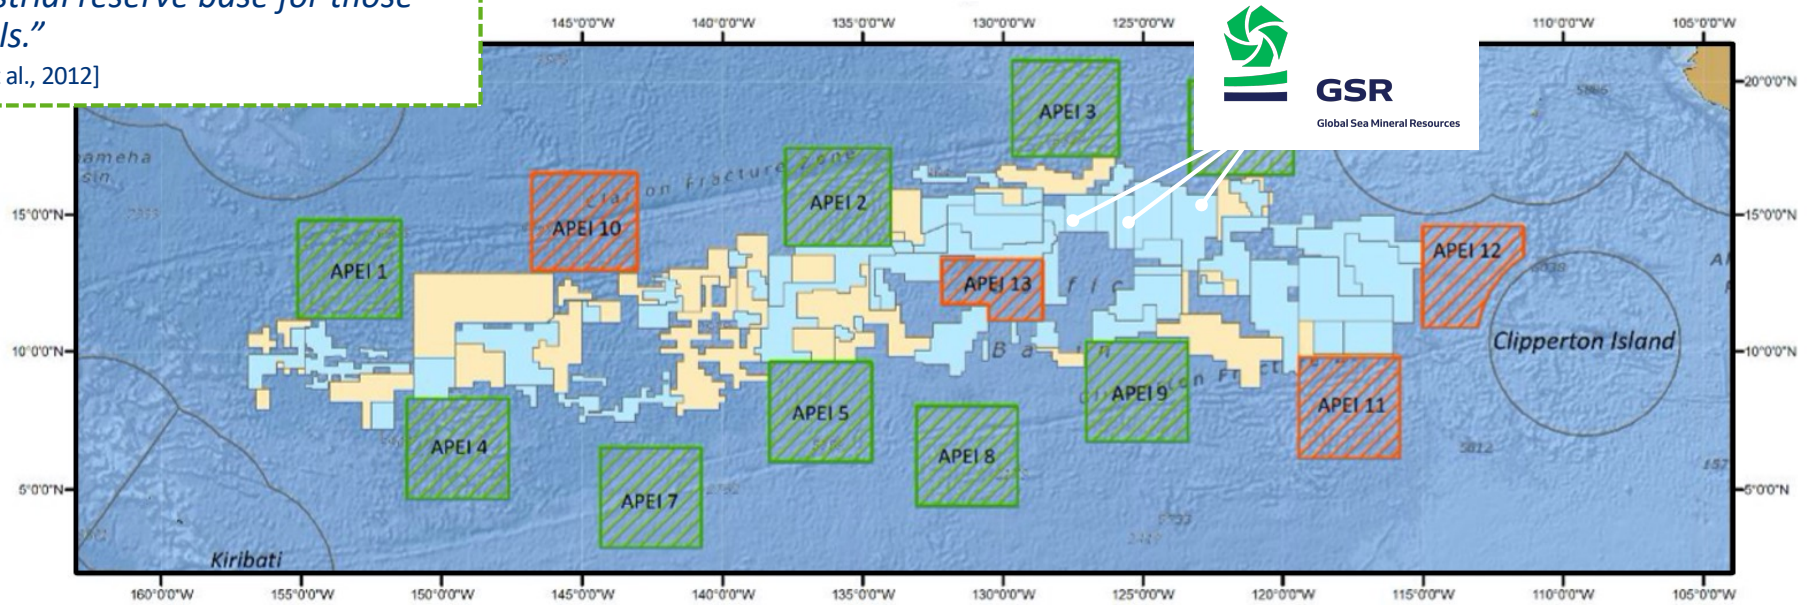 ls.”
al., 2012]
145°0'0"W 140°0'0"W 135°0'0"W 130°0'0"W 125°0'0"W 110°0'0"W 105°0'0"W
GSR
Global Sea Mineral Resources
20°0'0"N
APEI 3
Fracture Zone
APEI 2
15°0'0"N
15°0'0"N
APEI 10
APEI 12
APEI 1
APEI 13
Clipperton Island
10°0'0"N
10°0'0"N
B a i n
APEI 9
APEI 5
APEI 11
APEI 4
APEI 8
5°0'0"N
5°0'0"N
APEI 7
Kiribati
160°0'0"W 155°0'0"W 150°0'0"W 145°0'0"W 140°0'0"W 135°0'0"W 130°0'0"W 125°0'0"W 120°0'0"W 115°0'0"W 110°0'0"W 105°0'0"W